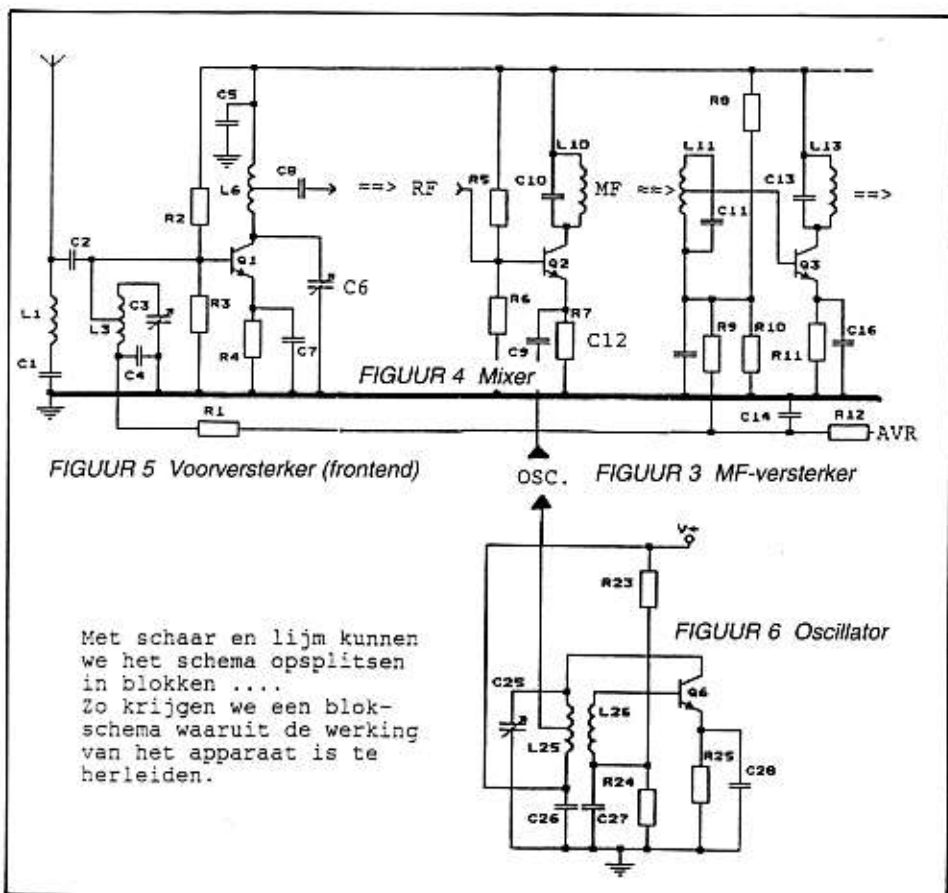 C5
R8
L6
C8
==> RF
R5
L10
C10
MF ==>
L11
C11
L13
C13
==>
R2
C2
Q1
C6
Q2
Q3
L1
L3
C3
R3
R6
R7
R9
R10
C16
C1
C4
R4
C7
C9
C12
R11
FIGUUR 4 Mixer
R1
C14
R12
AVR
FIGUUR 5 Voorversterker (frontend)
OSC.
FIGUUR 3 MF-versterker
V+
R23
FIGUUR 6 Oscillator
Met schaar en lijm kunnen
we het schema opsplitsen
in blokken ....
Zo krijgen we een blok-
schema waaruit de werking
van het apparaat is te
herleiden.
C25
L26
Q6
L25
R24
R25
C28
C26
C27